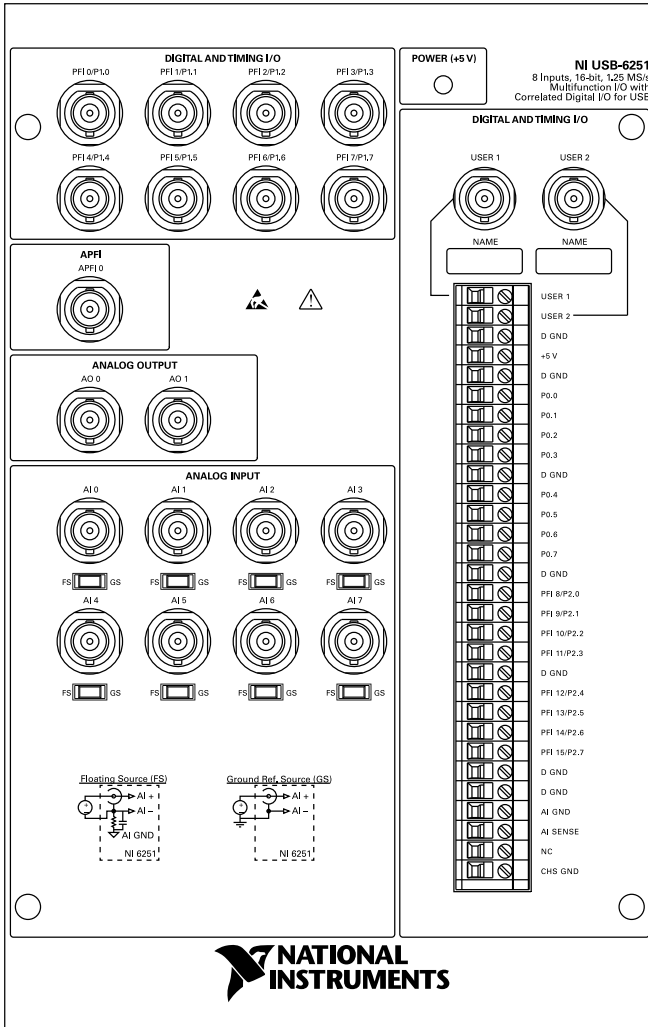 DIGITAL AND TIMING I/O
PFI 0/P1.0 PFI 1/P1.1 PFI 2/P1.2 PFI 3/P1.3
PFI 4/P1.4 PFI 5/P1.5 PFI 6/P1.6 PFI 7/P1.7
POWER (+5 V)
NI USB-6251
8 Inputs, 16-bit, 1.25 MS/s
Multifunction I/O with
Correlated Digital I/O for USB
APFI
APFI 0
ANALOG OUTPUT
AO 0 AO 1
ANALOG INPUT
AI 0 AI 1 AI 2 AI 3
FS GS FS GS FS GS FS GS
AI 4 AI 5 AI 6 AI 7
FS GS FS GS FS GS FS GS
Floating Source (FS)
AI +
AI –
AI GND
NI 6251
Ground Ref. Source (GS)
AI +
AI –
NI 6251
DIGITAL AND TIMING I/O
USER 1 USER 2
NAME NAME
USER 1
USER 2
D GND
+5 V
D GND
P0.0
P0.1
P0.2
P0.3
D GND
P0.4
P0.5
P0.6
P0.7
D GND
PFI 8/P2.0
PFI 9/P2.1
PFI 10/P2.2
PFI 11/P2.3
D GND
PFI 12/P2.4
PFI 13/P2.5
PFI 14/P2.6
PFI 15/P2.7
D GND
D GND
AI GND
AI SENSE
NC
CHS GND
NATIONAL
INSTRUMENTS